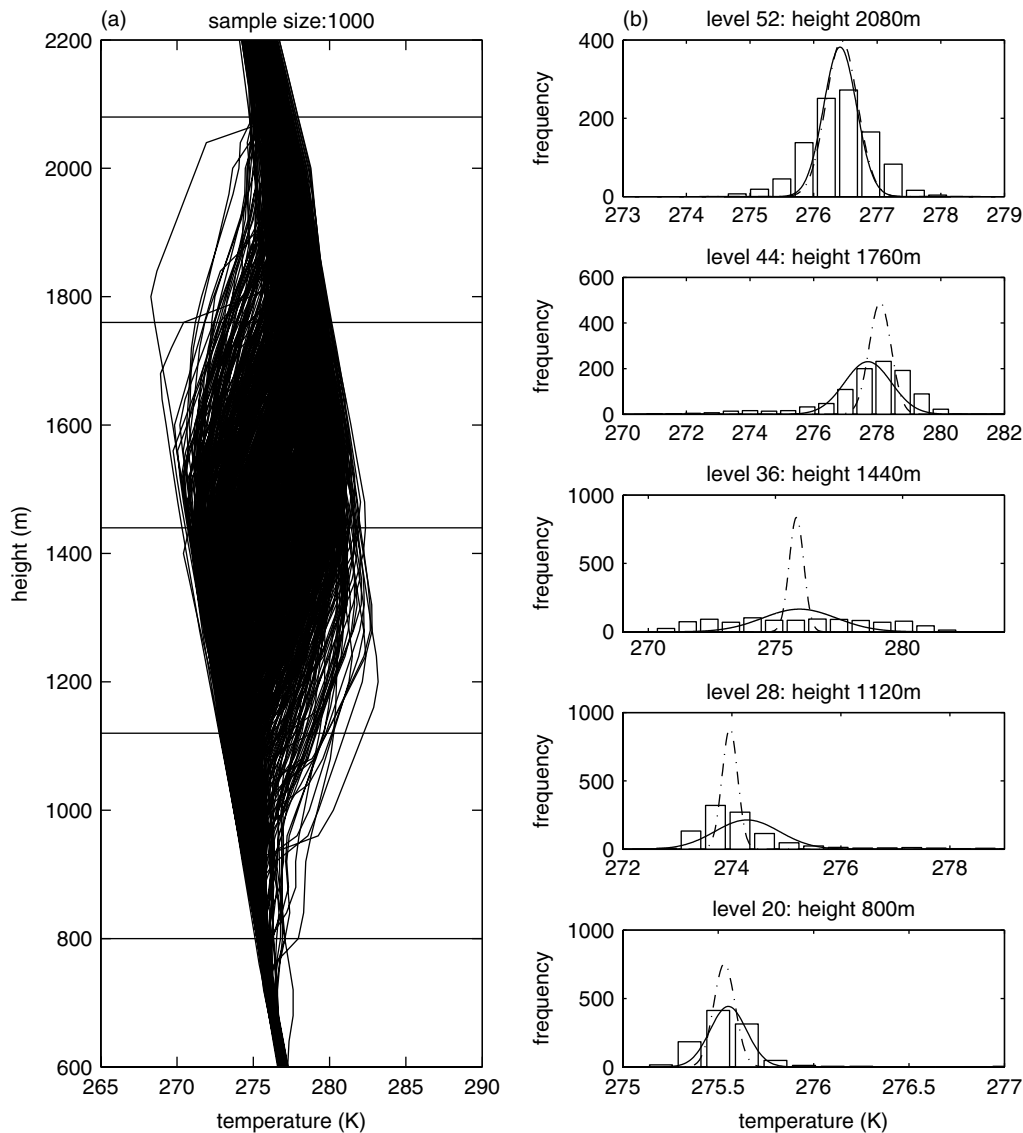 (a)
sample size:1000
2200
2000
1800
1600
1400
1200
1000
800
600
height (m)
265 270 275 280 285 290
temperature (K)
(b)
level 52: height 2080m
400
200
0
frequency
273 274 275 276 277 278 279
level 44: height 1760m
600
400
200
0
frequency
270 272 274 276 278 280 282
level 36: height 1440m
1000
500
0
frequency
270 275 280
level 28: height 1120m
1000
500
0
frequency
272 274 276 278
level 20: height 800m
1000
500
0
frequency
275 275.5 276 276.5 277
temperature (K)